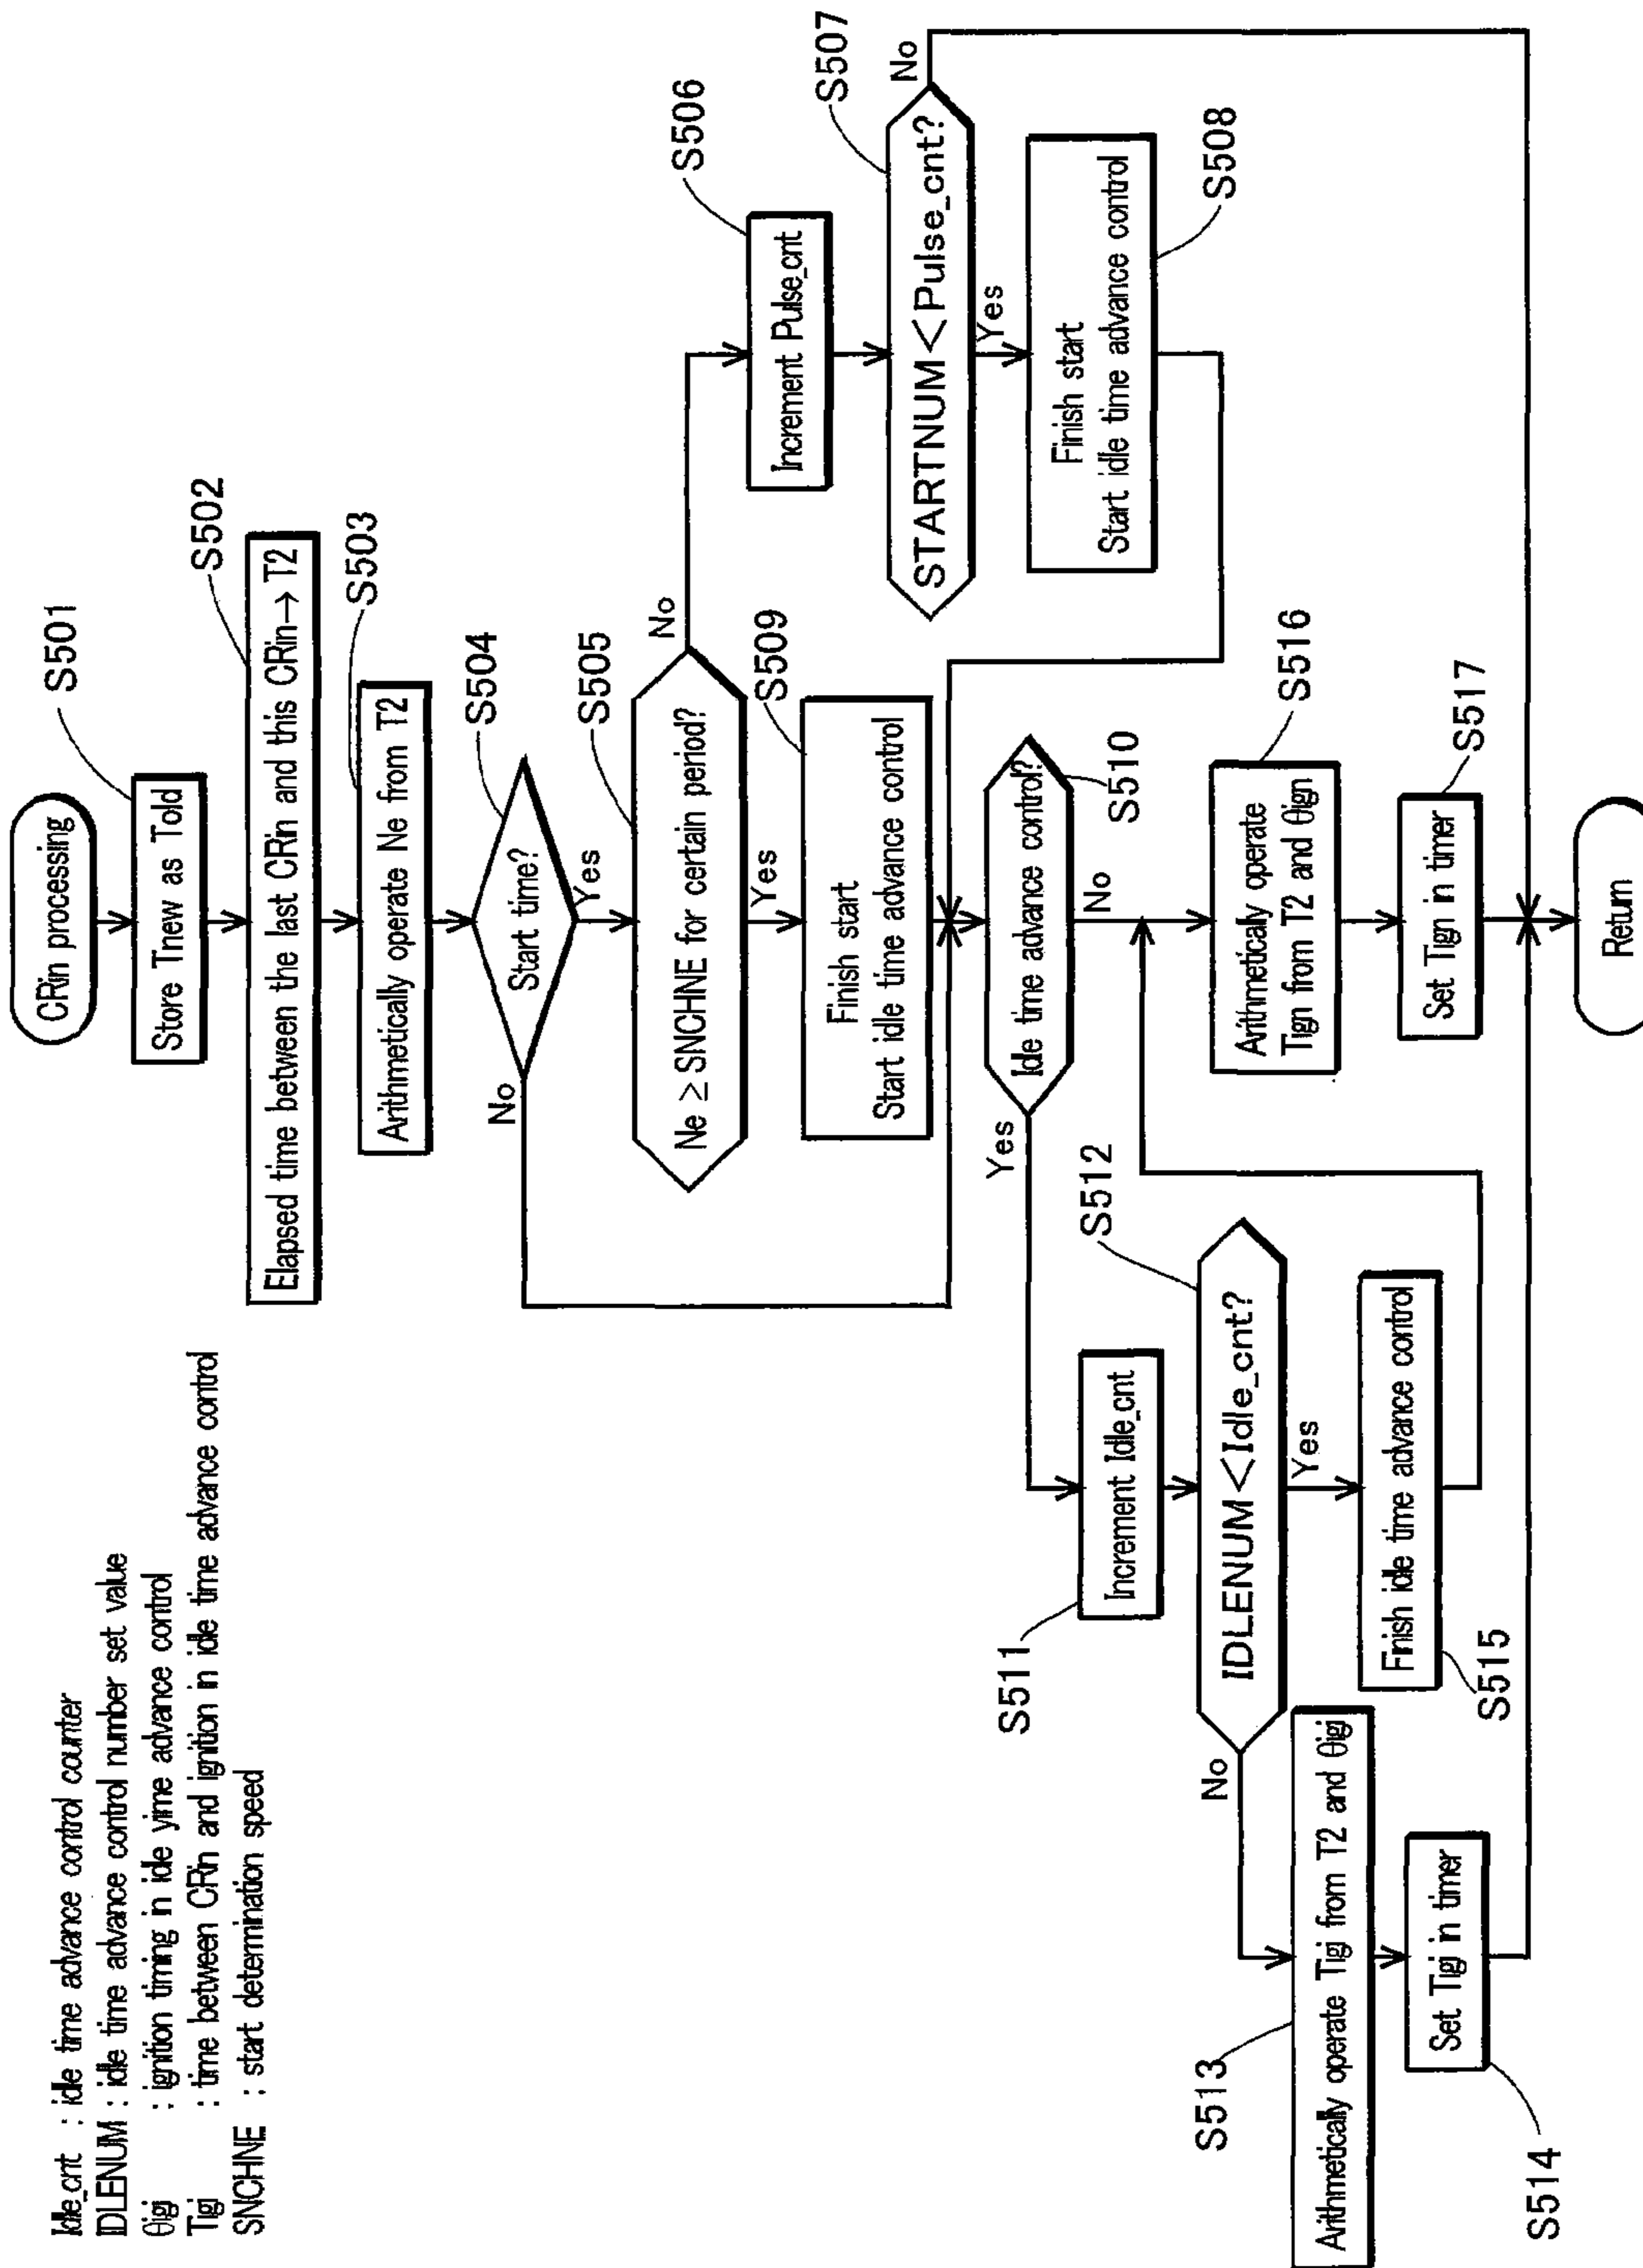 Idle_cnt : idle time advance control counter
IDLENUM : idle time advance control number set value
θigi : ignition timing in idle yime advance control
Tigi : time between CRin and ignition in idle time advance control
SNCHNE : start determination speed
CRin processing
S501
Store Tnew as Told
S502
Elapsed time between the last CRin and this CRin→ T2
S503
Arithmetically operate Ne from T2
S504
Start time?
No
Yes
S505
Ne ≥ SNCHNE for certain period?
No
Yes
S506
Increment Pulse_cnt
S507
STARTNUM<Pulse_cnt?
No
Yes
S508
Finish start
Start idle time advance control
S509
Finish start
Start idle time advance control
S510
Idle time advance control?
Yes
No
S511
Increment Idle_cnt
S512
IDLENUM<Idle_cnt?
No
Yes
S513
Arithmetically operate Tigi from T2 and θigi
S514
Set Tigi in timer
S515
Finish idle time advance control
S516
Arithmetically operate
Tign from T2 and θign
S517
Set Tign in timer
Return